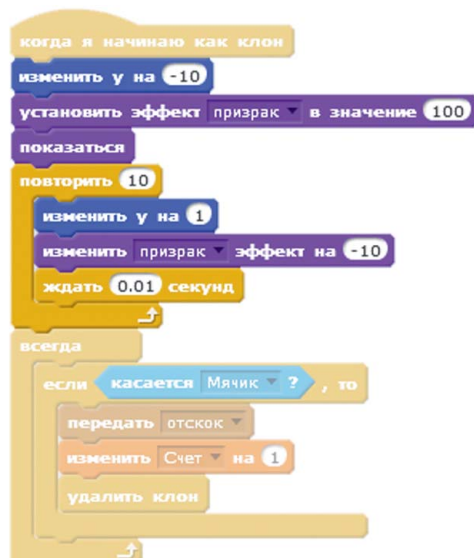 когда я начинаю как клон
изменить y на -10
установить эффект призрак в значение 100
показаться
повторить 10
изменить y на 1
изменить призрак эффект на -10
ждать 0.01 секунд
всегда
если касается Мячик ? , то
передать отскок
изменить Счет на 1
удалить клон